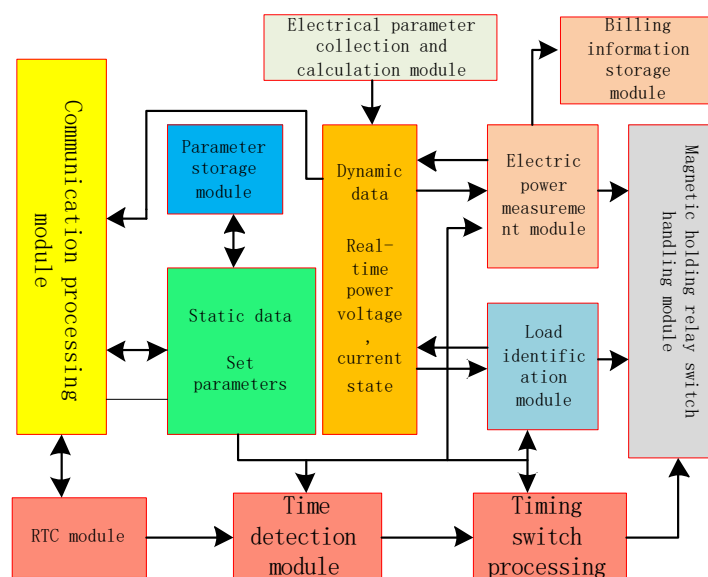 Electrical parameter
collection and
calculation module
Billing
information
storage
module
Communication processing
module
Parameter
storage
module
Dynamic
data
Real-
time
power
voltage
, current
state
Electric
power
measureme
nt module
Magnetic holding relay switch
handling module
Static data
Set
parameters
Load
identific
ation
module
RTC module
Time
detection
module
Timing
switch
processing